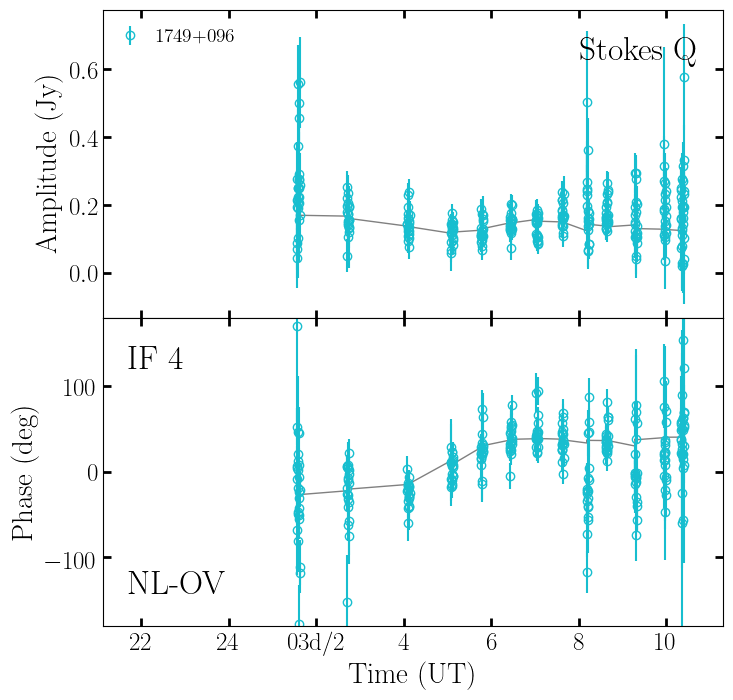 1749+096
Stokes Q
Amplitude (Jy)
0.6
0.4
0.2
0.0
IF 4
Phase (deg)
100
0
−100
NL-OV
22 24 03d/2 4 6 8 10
Time (UT)